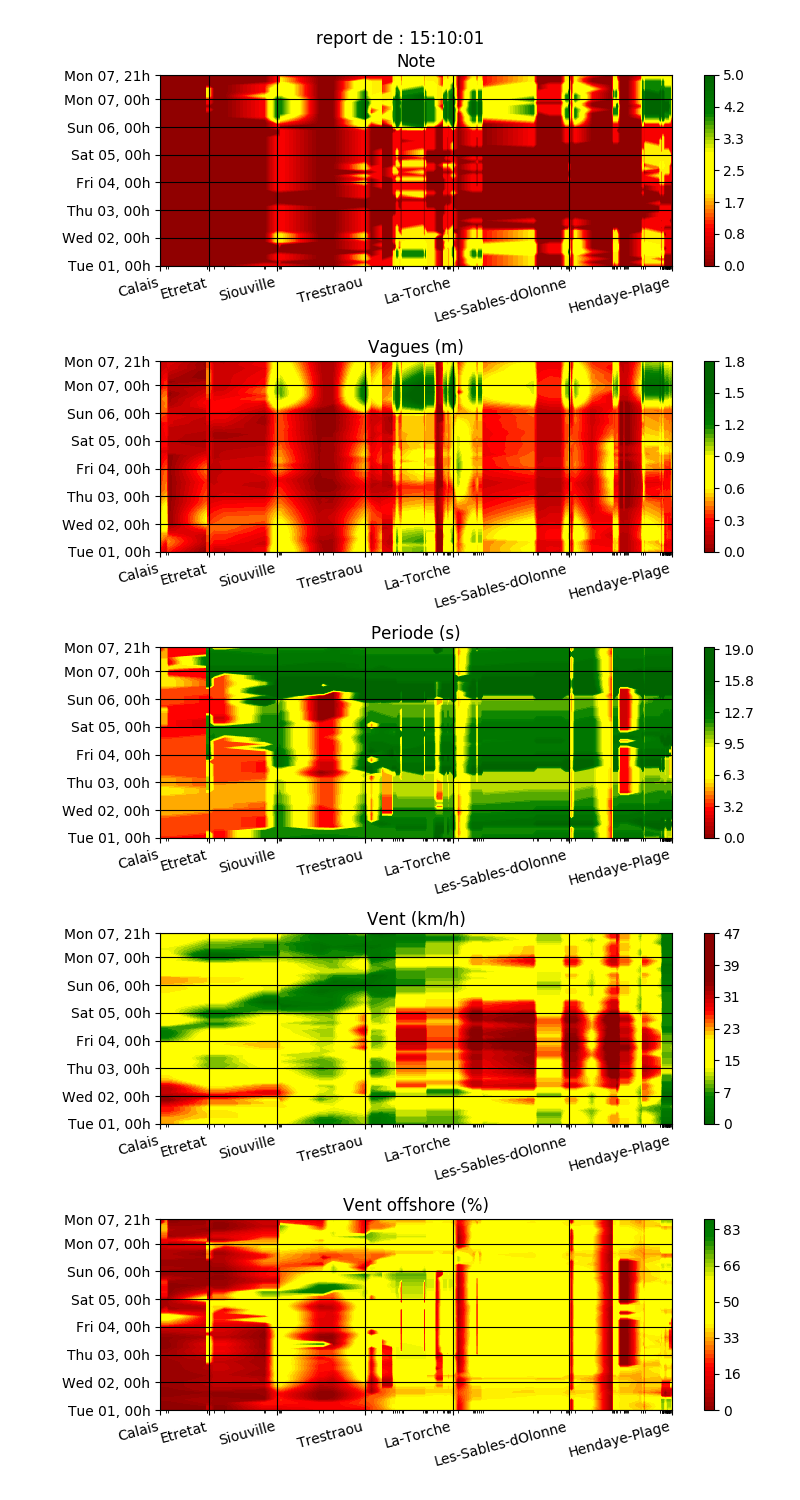 report de : 15:10:01
Note
Mon 07, 21h
Mon 07, 00h
Sun 06, 00h
Sat 05, 00h
Fri 04, 00h
Thu 03, 00h
Wed 02, 00h
Tue 01, 00h
Calais Etretat Siouville Trestraou La-Torche Les-Sables-dOlonne Hendaye-Plage
5.0
4.2
3.3
2.5
1.7
0.8
0.0
Vagues (m)
Mon 07, 21h
Mon 07, 00h
Sun 06, 00h
Sat 05, 00h
Fri 04, 00h
Thu 03, 00h
Wed 02, 00h
Tue 01, 00h
Calais Etretat Siouville Trestraou La-Torche Les-Sables-dOlonne Hendaye-Plage
1.8
1.5
1.2
0.9
0.6
0.3
0.0
Periode (s)
Mon 07, 21h
Mon 07, 00h
Sun 06, 00h
Sat 05, 00h
Fri 04, 00h
Thu 03, 00h
Wed 02, 00h
Tue 01, 00h
Calais Etretat Siouville Trestraou La-Torche Les-Sables-dOlonne Hendaye-Plage
19.0
15.8
12.7
9.5
6.3
3.2
0.0
Vent (km/h)
Mon 07, 21h
Mon 07, 00h
Sun 06, 00h
Sat 05, 00h
Fri 04, 00h
Thu 03, 00h
Wed 02, 00h
Tue 01, 00h
Calais Etretat Siouville Trestraou La-Torche Les-Sables-dOlonne Hendaye-Plage
47
39
31
23
15
7
0
Vent offshore (%)
Mon 07, 21h
Mon 07, 00h
Sun 06, 00h
Sat 05, 00h
Fri 04, 00h
Thu 03, 00h
Wed 02, 00h
Tue 01, 00h
Calais Etretat Siouville Trestraou La-Torche Les-Sables-dOlonne Hendaye-Plage
83
66
50
33
16
0